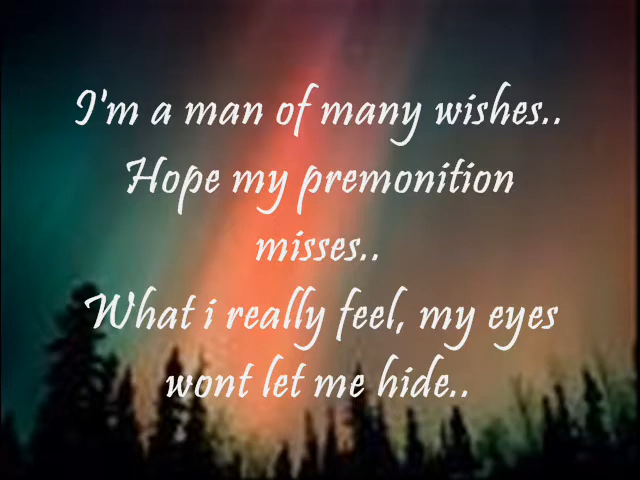 I'm a man of many wishes..
Hope my premonition
misses..
What i really feel, my eyes
wont let me hide..